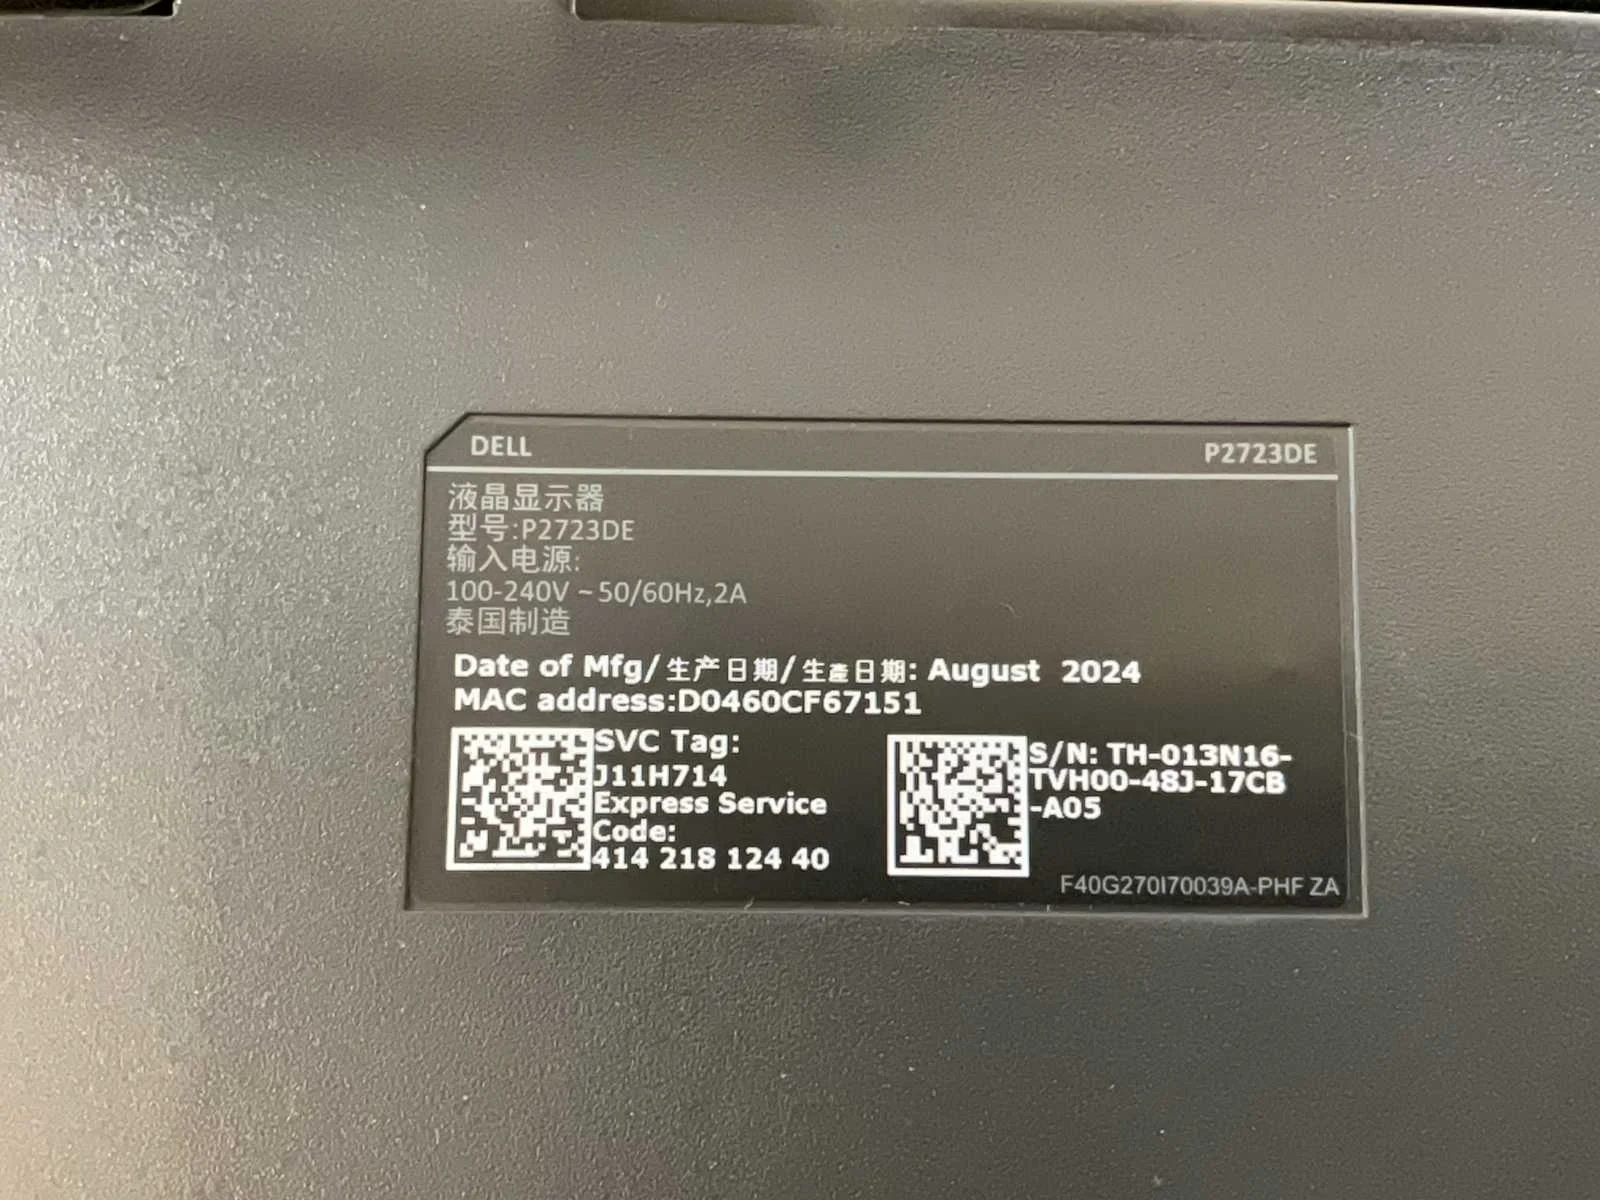 DELL P2723DE
液晶显示器
型号:P2723DE
输入电源:
100-240V ~ 50/60Hz,2A
泰国制造
Date of Mfg/生产日期/生產日期: August 2024
MAC address:D0460CF67151
SVC Tag:
J11H714
Express Service
Code:
414 218 124 40
S/N: TH-013N16-
TVH00-48J-17CB
-A05
F40G270I70039A-PHF ZA